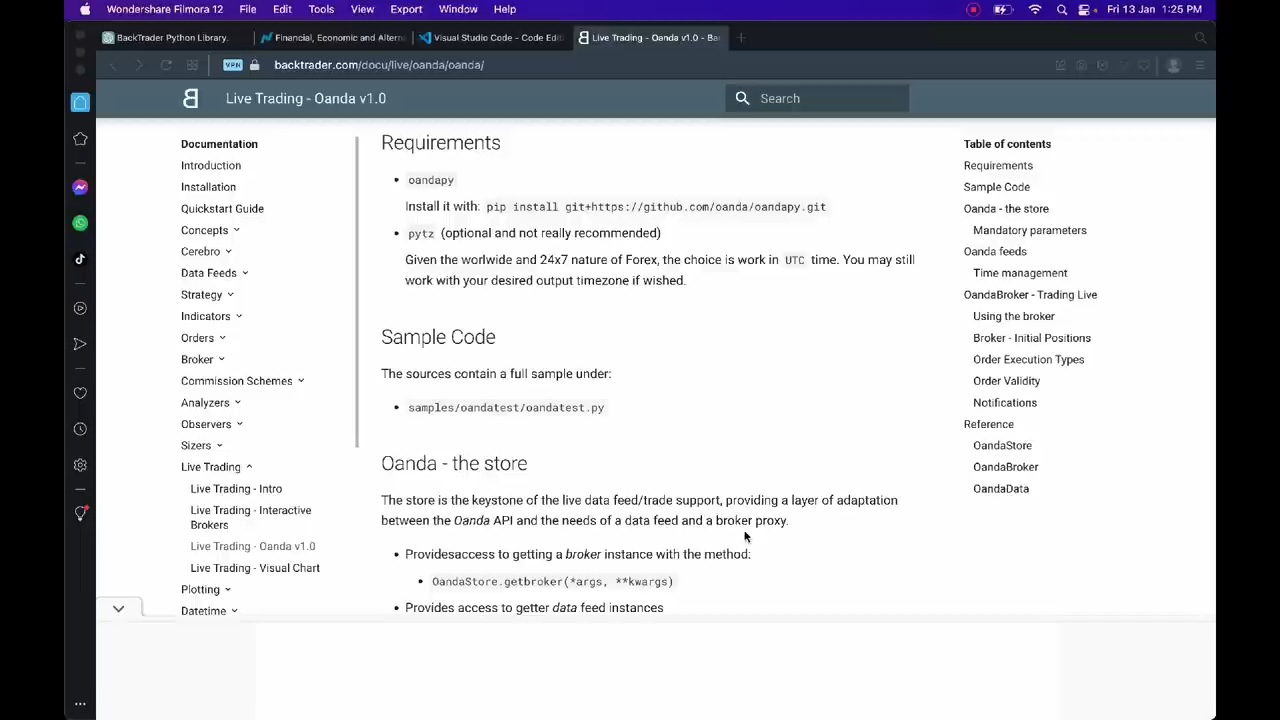 Wondershare Filmora 12 File Edit Tools View Export Window Help Fri 13 Jan 1:25 PM
BackTrader Python Library. Financial, Economic and Altern Visual Studio Code - Code Edit Live Trading - Oanda v1.0 - Ba
VPN backtrader.com/docu/live/oanda/oanda/
Live Trading - Oanda v1.0
Search
Documentation
Introduction
Installation
Quickstart Guide
Concepts
Cerebro
Data Feeds
Strategy
Indicators
Orders
Broker
Commission Schemes
Analyzers
Observers
Sizers
Live Trading
Live Trading - Intro
Live Trading - Interactive
Brokers
Live Trading - Oanda v1.0
Live Trading - Visual Chart
Plotting
Datetime
Requirements
• oandapy
Install it with: pip install git+https://github.com/oanda/oandapy.git
• pytz (optional and not really recommended)
Given the worlwide and 24x7 nature of Forex, the choice is work in UTC time. You may still
work with your desired output timezone if wished.
Sample Code
The sources contain a full sample under:
• samples/oandatest/oandatest.py
Oanda - the store
The store is the keystone of the live data feed/trade support, providing a layer of adaptation
between the Oanda API and the needs of a data feed and a broker proxy.
• Providesaccess to getting a broker instance with the method:
• OandaStore.getbroker(*args, **kwargs)
• Provides access to getter data feed instances
Table of contents
Requirements
Sample Code
Oanda - the store
Mandatory parameters
Oanda feeds
Time management
OandaBroker - Trading Live
Using the broker
Broker - Initial Positions
Order Execution Types
Order Validity
Notifications
Reference
OandaStore
OandaBroker
OandaData